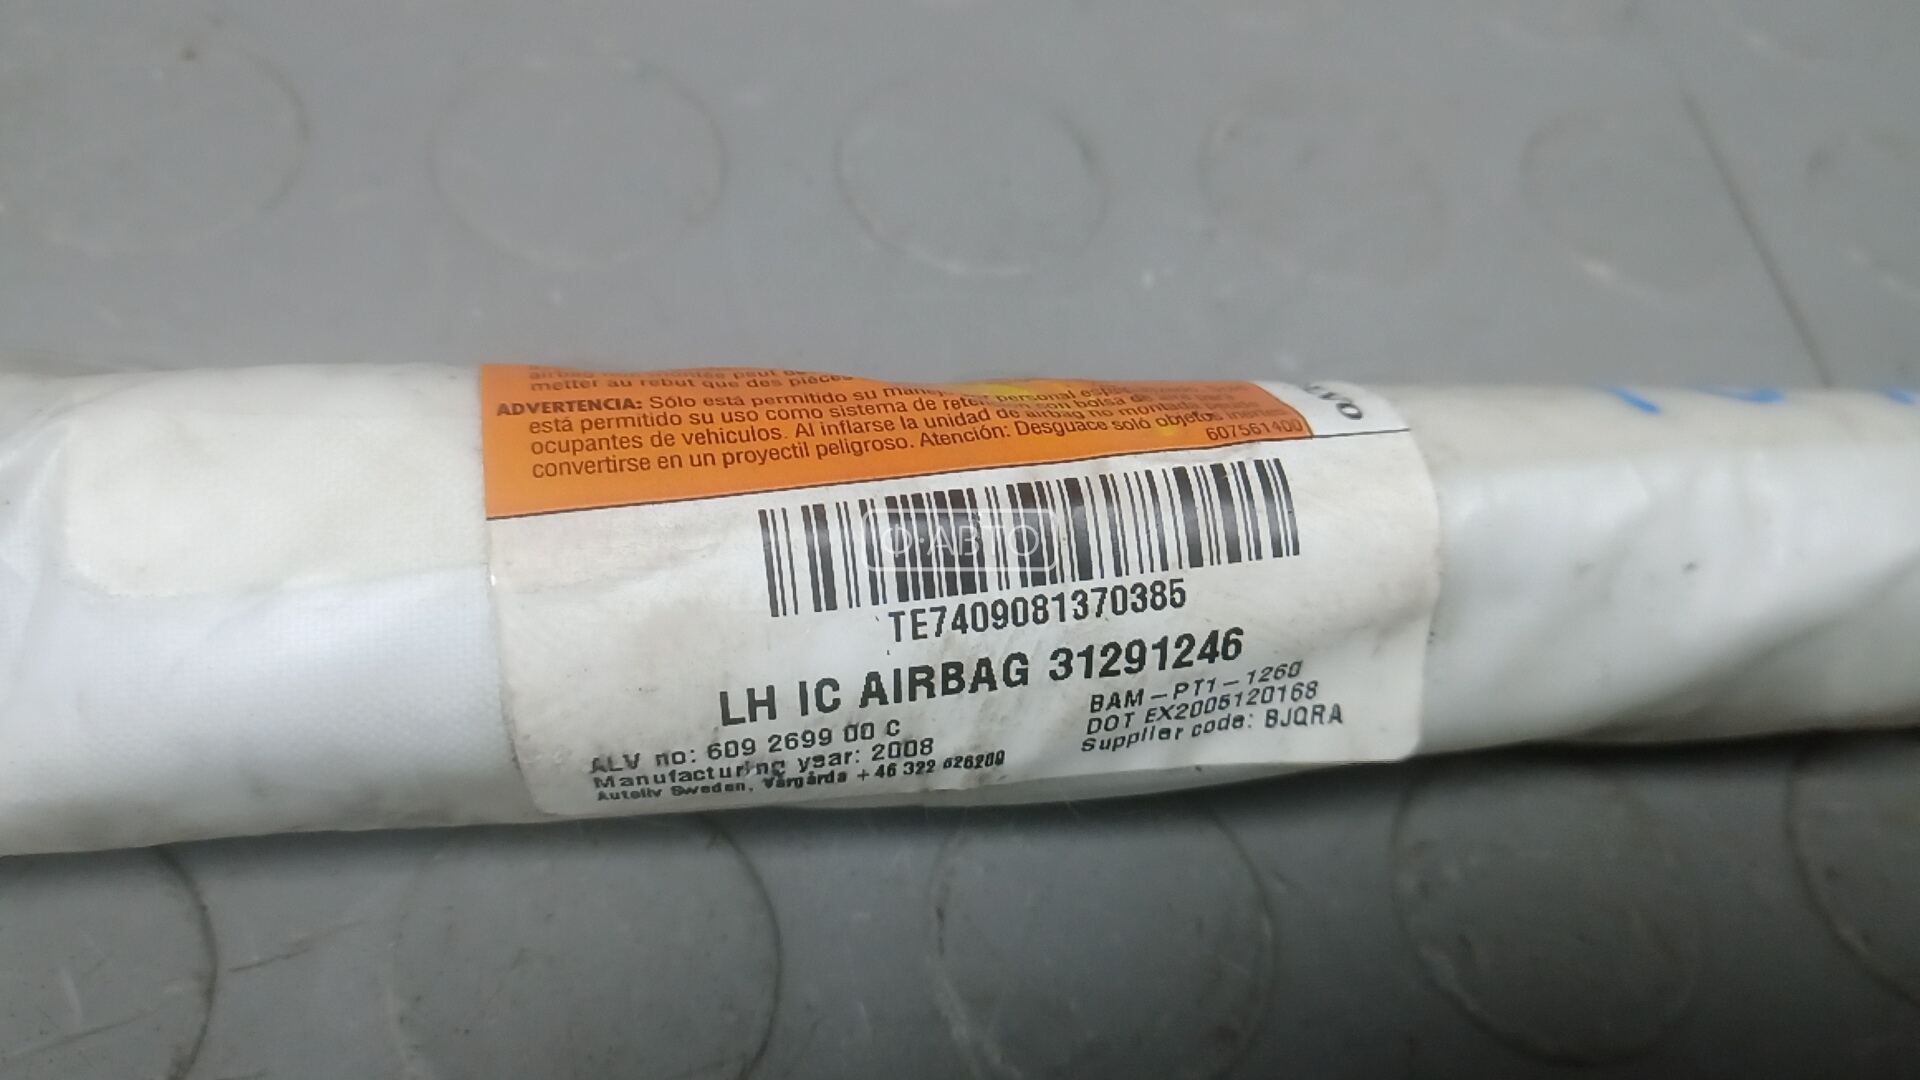 metter au rebut que des pièces
ADVERTENCIA: Sólo está permitido su
está permitido su uso como sistema de personal
ocupantes de vehiculos. Al inflarse la unidad de airbag no
convertirse en un proyectil peligroso. Atención: Desguace soló objetos inertes
607561400
Ф·АВТО
TE7409081370385
LH IC AIRBAG 31291246
BAM-PT1-1260
ALV no: 609 2699 00 C
DOT EX2005120168
Manufacturing year: 2008
Supplier code: BJQRA
Autoliv Sweden, Vårgårda +46 322 626200